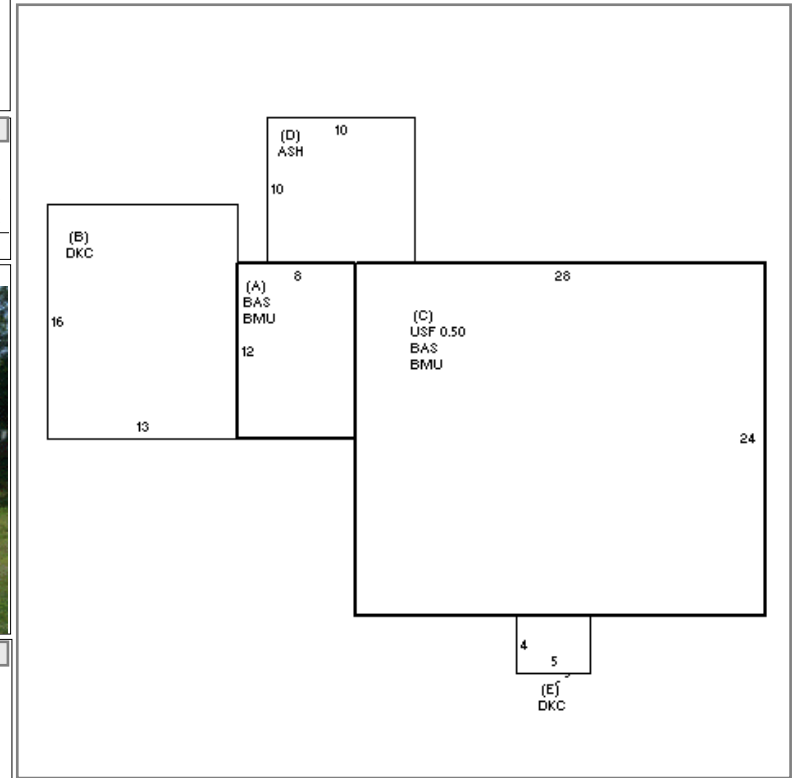 (D)
ASH
10
10
(B)
DKC
16
13
(A)
BAS
BMU
8
12
28
(C)
USF 0.50
BAS
BMU
24
4
5
(E)
DKC